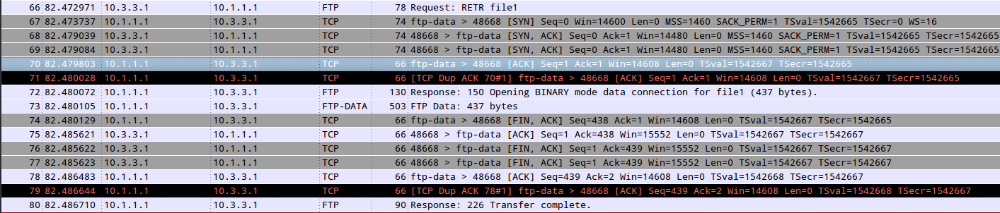 66 82.472971 10.3.3.1 10.1.1.1 FTP 78 Request: RETR file1
67 82.473737 10.1.1.1 10.3.3.1 TCP 74 ftp-data > 48668 [SYN] Seq=0 Win=14600 Len=0 MSS=1460 SACK_PERM=1 TSval=1542665 TSecr=0 WS=16
68 82.479039 10.3.3.1 10.1.1.1 TCP 74 48668 > ftp-data [SYN, ACK] Seq=0 Ack=1 Win=14480 Len=0 MSS=1460 SACK_PERM=1 TSval=1542665 TSecr=1542665
69 82.479084 10.3.3.1 10.1.1.1 TCP 74 48668 > ftp-data [SYN, ACK] Seq=0 Ack=1 Win=14480 Len=0 MSS=1460 SACK_PERM=1 TSval=1542665 TSecr=1542665
70 82.479803 10.1.1.1 10.3.3.1 TCP 66 ftp-data > 48668 [ACK] Seq=1 Ack=1 Win=14608 Len=0 TSval=1542667 TSecr=1542665
71 82.480028 10.1.1.1 10.3.3.1 TCP 66 [TCP Dup ACK 70#1] ftp-data > 48668 [ACK] Seq=1 Ack=1 Win=14608 Len=0 TSval=1542667 TSecr=1542665
72 82.480072 10.1.1.1 10.3.3.1 FTP 130 Response: 150 Opening BINARY mode data connection for file1 (437 bytes).
73 82.480105 10.1.1.1 10.3.3.1 FTP-DATA 503 FTP Data: 437 bytes
74 82.480129 10.1.1.1 10.3.3.1 TCP 66 ftp-data > 48668 [FIN, ACK] Seq=438 Ack=1 Win=14608 Len=0 TSval=1542667 TSecr=1542665
75 82.485621 10.3.3.1 10.1.1.1 TCP 66 48668 > ftp-data [ACK] Seq=1 Ack=438 Win=15552 Len=0 TSval=1542667 TSecr=1542667
76 82.485622 10.3.3.1 10.1.1.1 TCP 66 48668 > ftp-data [FIN, ACK] Seq=1 Ack=439 Win=15552 Len=0 TSval=1542667 TSecr=1542667
77 82.485623 10.3.3.1 10.1.1.1 TCP 66 48668 > ftp-data [FIN, ACK] Seq=1 Ack=439 Win=15552 Len=0 TSval=1542667 TSecr=1542667
78 82.486483 10.1.1.1 10.3.3.1 TCP 66 ftp-data > 48668 [ACK] Seq=439 Ack=2 Win=14608 Len=0 TSval=1542668 TSecr=1542667
79 82.486644 10.1.1.1 10.3.3.1 TCP 66 [TCP Dup ACK 78#1] ftp-data > 48668 [ACK] Seq=439 Ack=2 Win=14608 Len=0 TSval=1542668 TSecr=1542667
80 82.486710 10.1.1.1 10.3.3.1 FTP 90 Response: 226 Transfer complete.